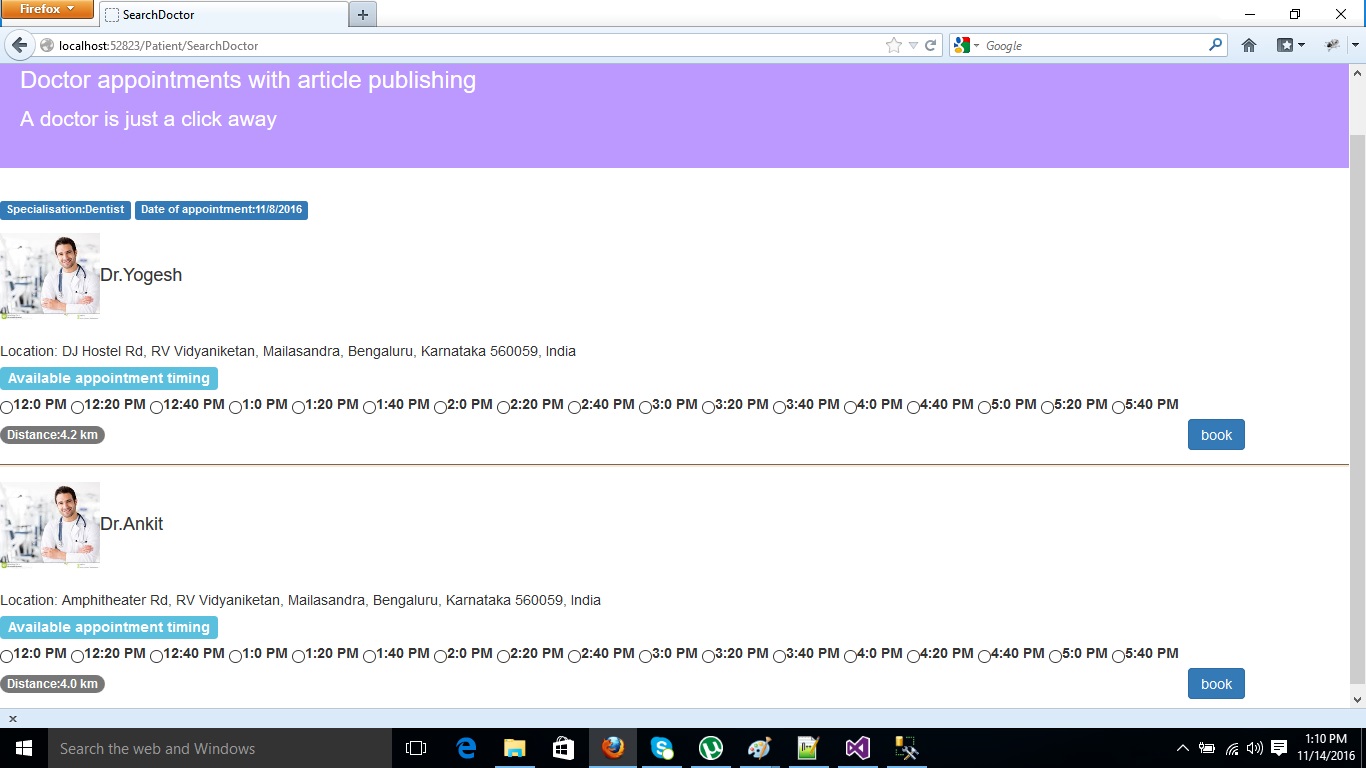 Firefox
SearchDoctor
localhost:52823/Patient/SearchDoctor
Google
Doctor appointments with article publishing
A doctor is just a click away
Specialisation:Dentist Date of appointment:11/8/2016
Dr.Yogesh
Location: DJ Hostel Rd, RV Vidyaniketan, Mailasandra, Bengaluru, Karnataka 560059, India
Available appointment timing
12:0 PM 12:20 PM 12:40 PM 1:0 PM 1:20 PM 1:40 PM 2:0 PM 2:20 PM 2:40 PM 3:0 PM 3:20 PM 3:40 PM 4:0 PM 4:40 PM 5:0 PM 5:20 PM 5:40 PM
Distance:4.2 km book
Dr.Ankit
Location: Amphitheater Rd, RV Vidyaniketan, Mailasandra, Bengaluru, Karnataka 560059, India
Available appointment timing
12:0 PM 12:20 PM 12:40 PM 1:0 PM 1:20 PM 1:40 PM 2:0 PM 2:20 PM 2:40 PM 3:0 PM 3:20 PM 3:40 PM 4:0 PM 4:20 PM 4:40 PM 5:0 PM 5:40 PM
Distance:4.0 km book
Search the web and Windows
1:10 PM
11/14/2016